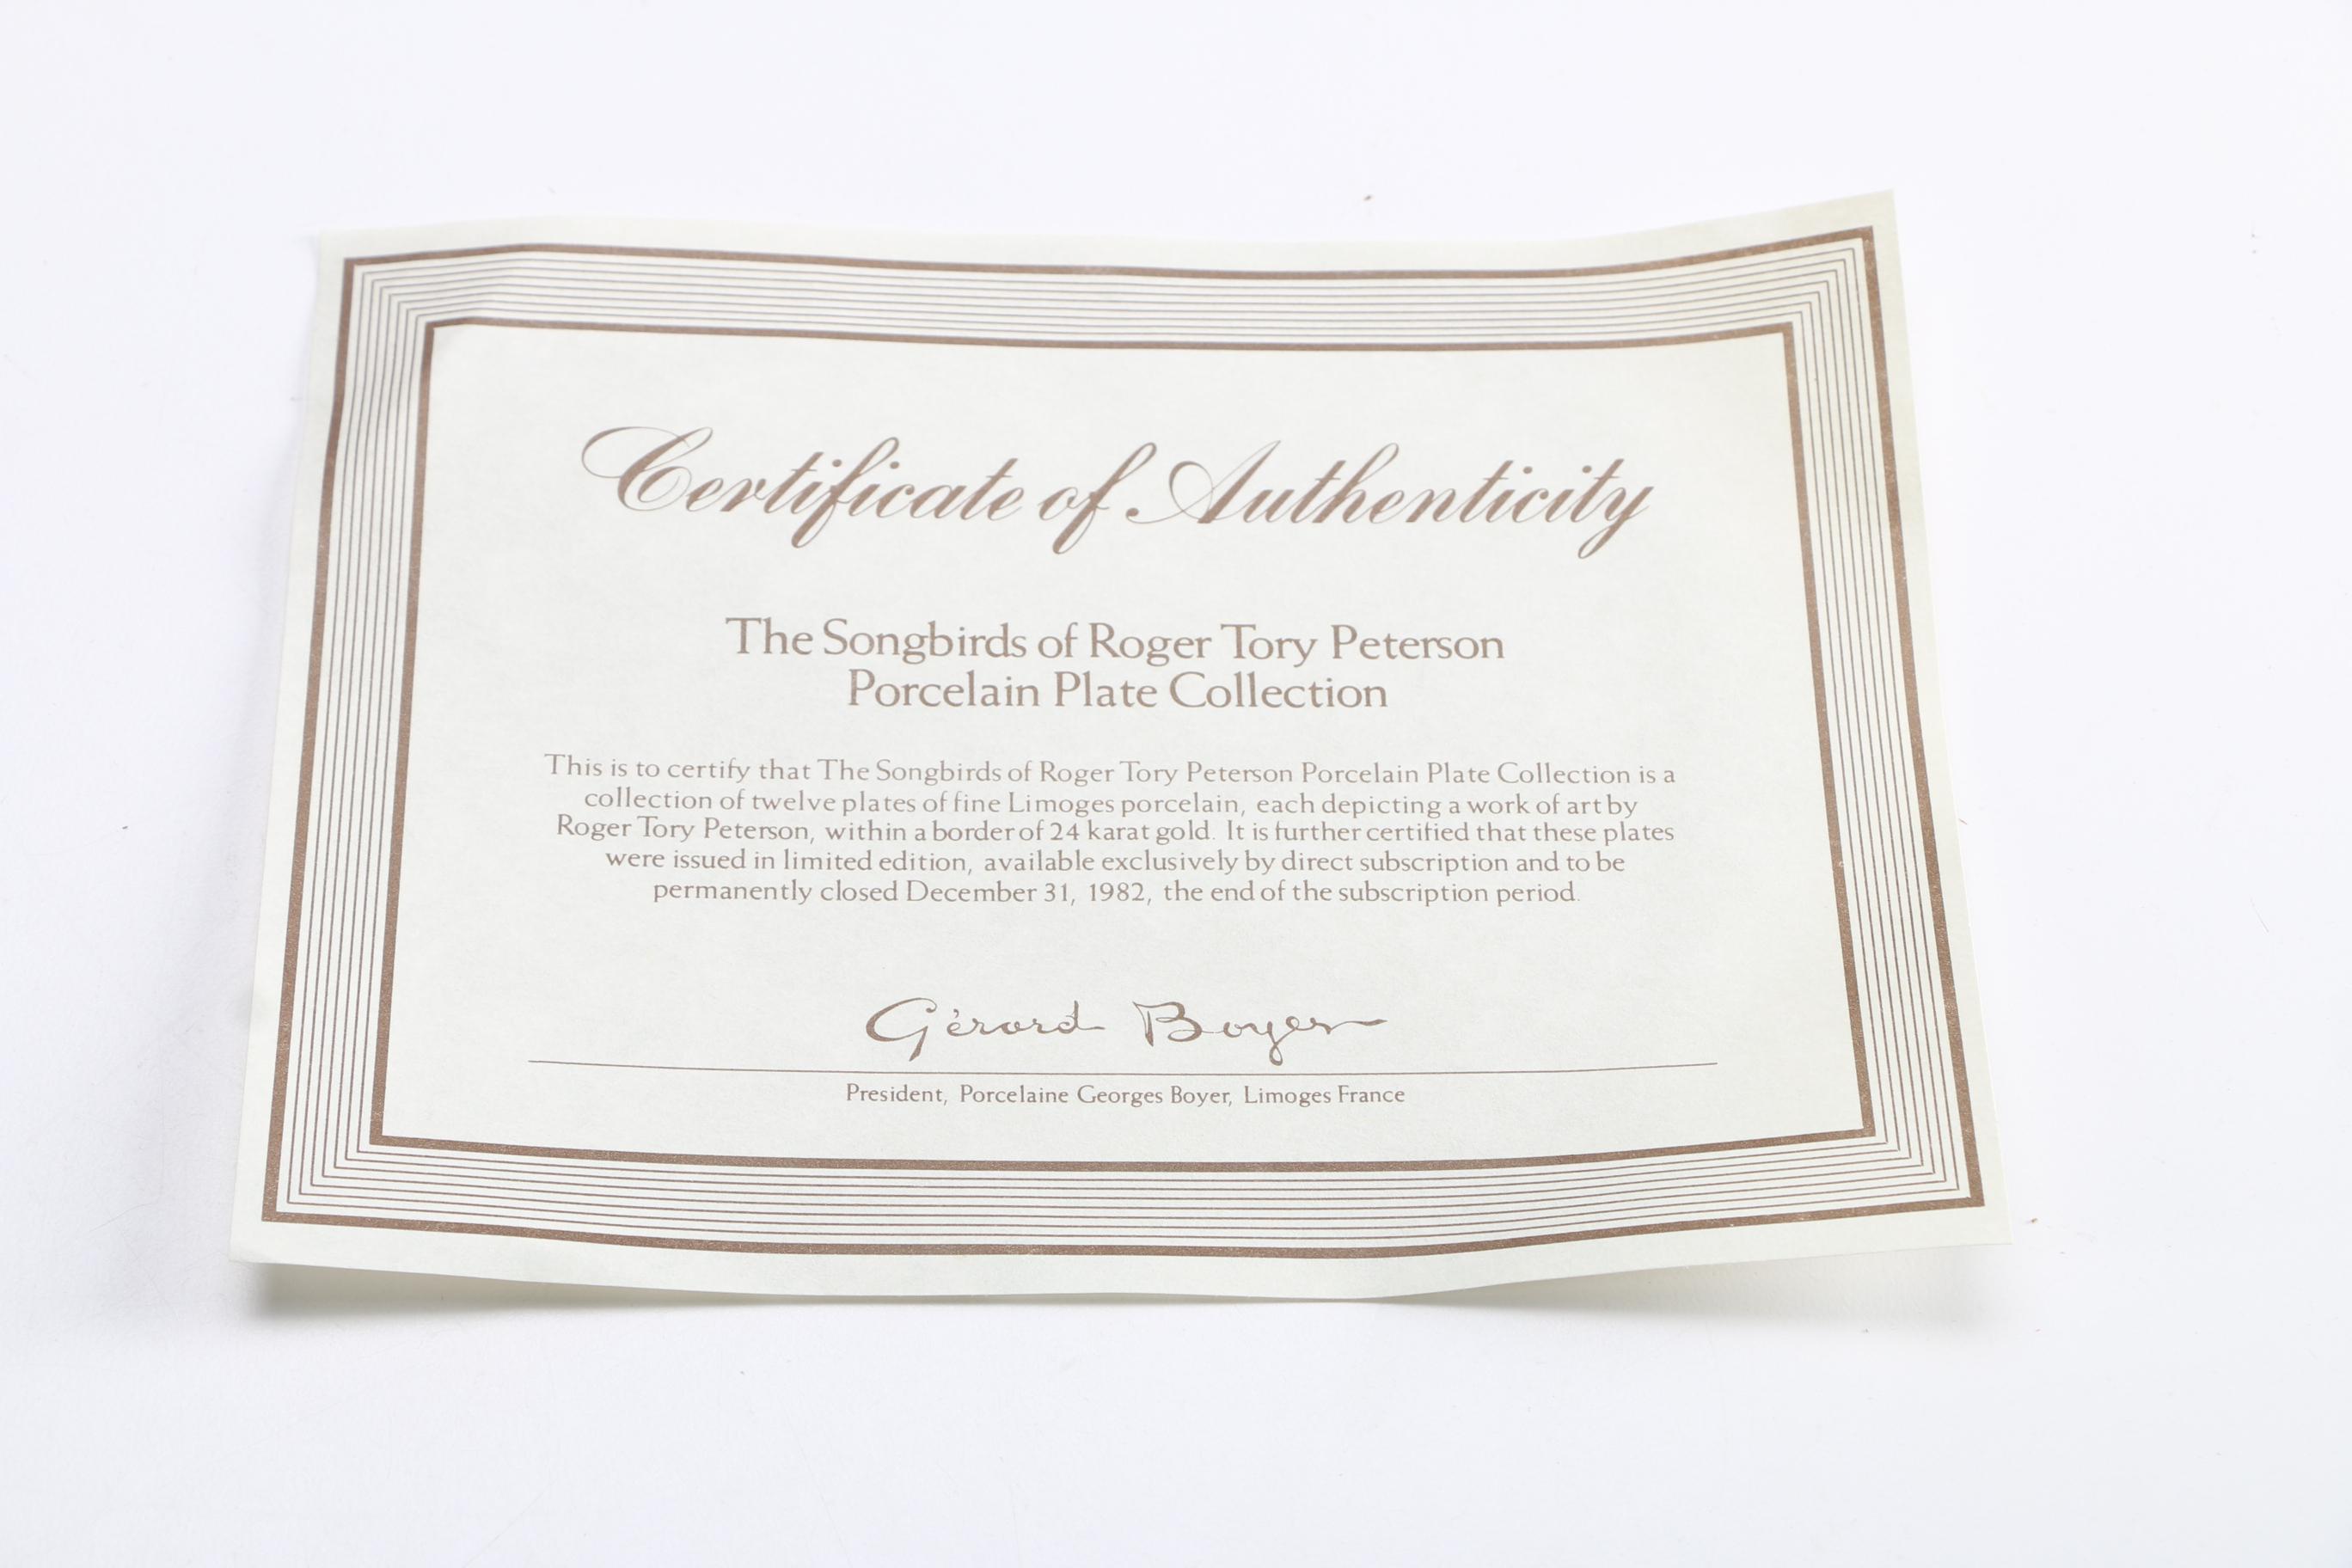 Certificate of Authenticity
The Songbirds of Roger Tory Peterson
Porcelain Plate Collection
This is to certify that The Songbirds of Roger Tory Peterson Porcelain Plate Collection is a
collection of twelve plates of fine Limoges porcelain, each depicting a work of art by
Roger Tory Peterson, within a border of 24 karat gold. It is further certified that these plates
were issued in limited edition, available exclusively by direct subscription and to be
permanently closed December 31, 1982, the end of the subscription period.
Gérard Boyer
President, Porcelaine Georges Boyer, Limoges France